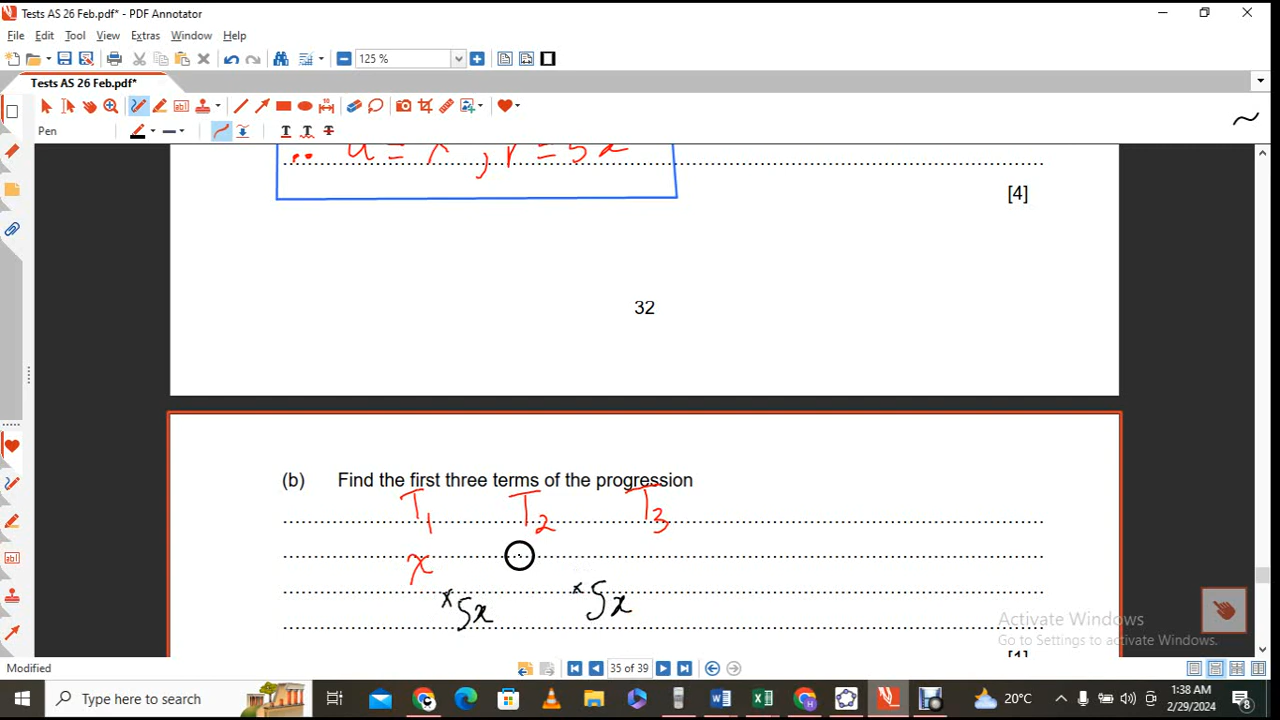 Tests AS 26 Feb.pdf* - PDF Annotator
File Edit Tool View Extras Window Help
125 %
Tests AS 26 Feb.pdf*
Pen
∴ a = x , r = 5x
[4]
32
(b) Find the first three terms of the progression
T1 T2 T3
x
×5x ×5x
Activate Windows
Go to Settings to activate Windows.
[1]
Modified
35 of 39
Type here to search
20°C
1:38 AM
2/29/2024
8